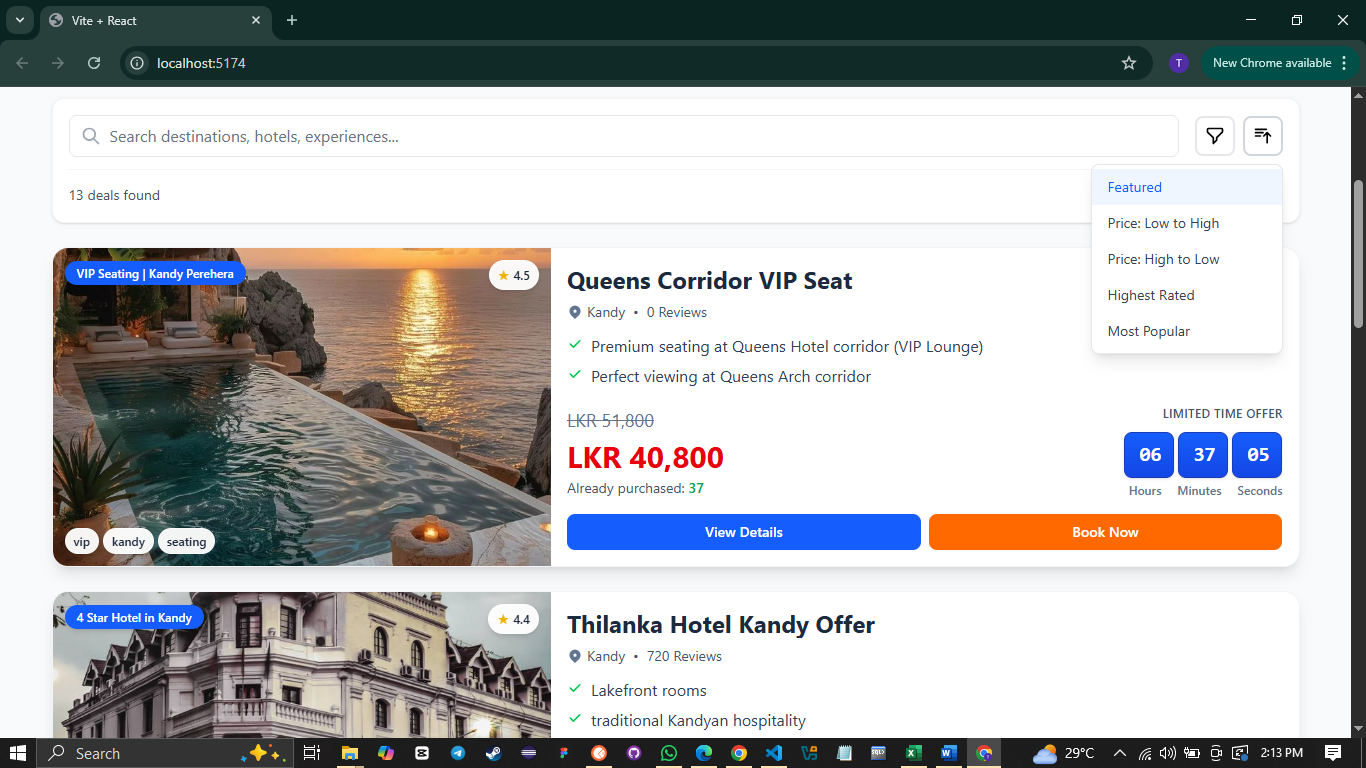 Vite + React
localhost:5174
T
New Chrome available
Search destinations, hotels, experiences...
13 deals found
Featured
Price: Low to High
Price: High to Low
Highest Rated
Most Popular
VIP Seating | Kandy Perehera
4.5
vip kandy seating
Queens Corridor VIP Seat
Kandy • 0 Reviews
Premium seating at Queens Hotel corridor (VIP Lounge)
Perfect viewing at Queens Arch corridor
LKR 51,800
LKR 40,800
Already purchased: 37
LIMITED TIME OFFER
06 37 05
Hours Minutes Seconds
View Details Book Now
4 Star Hotel in Kandy
4.4
Thilanka Hotel Kandy Offer
Kandy • 720 Reviews
Lakefront rooms
traditional Kandyan hospitality
Search
29°C
2:13 PM